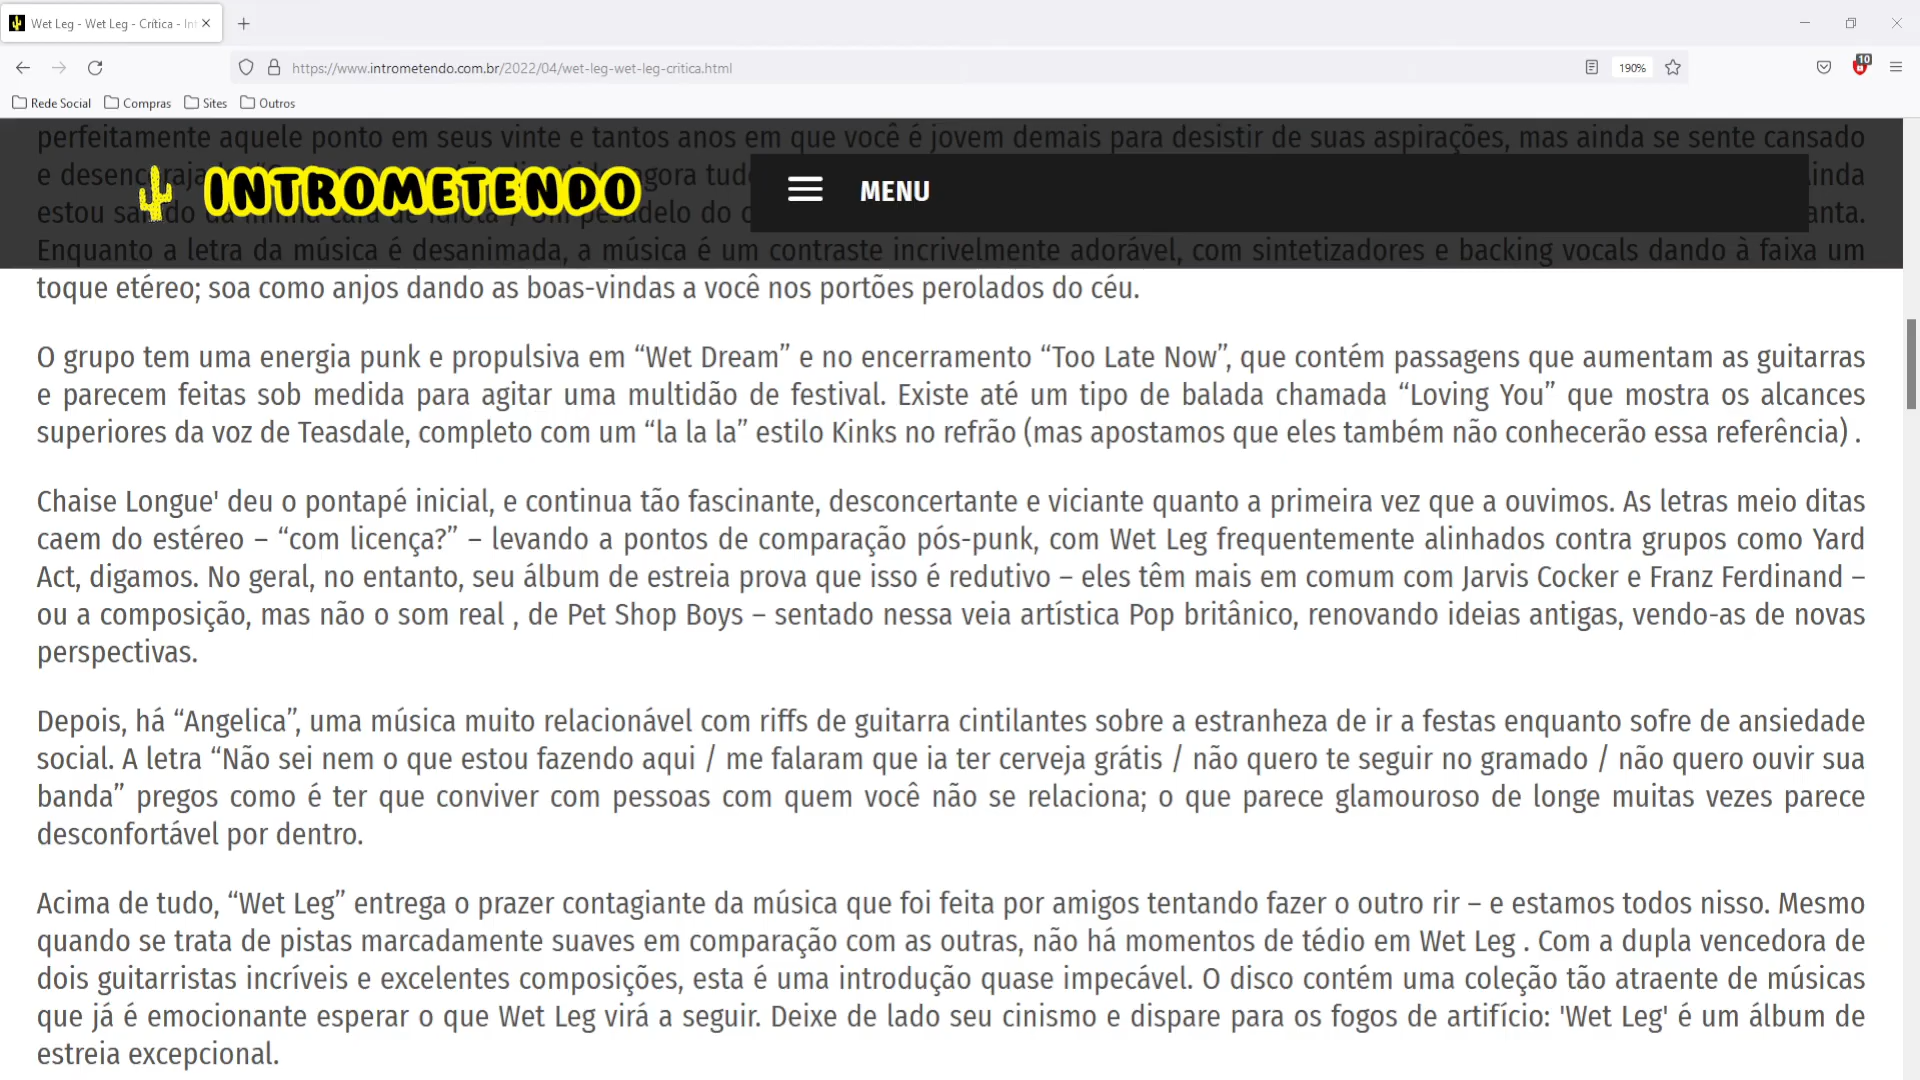 Wet Leg - Wet Leg - Crítica - Int
https://www.intrometendo.com.br/2022/04/wet-leg-wet-leg-critica.html
190%
10
Rede Social
Compras
Sites
Outros
perfeitamente aquele ponto em seus vinte e tantos anos em que você é jovem demais para desistir de suas aspirações, mas ainda se sente cansado
INTROMETENDO
MENU
Enquanto a letra da música é desanimada, a música é um contraste incrivelmente adorável, com sintetizadores e backing vocals dando à faixa um
toque etéreo; soa como anjos dando as boas-vindas a você nos portões perolados do céu.
O grupo tem uma energia punk e propulsiva em “Wet Dream” e no encerramento “Too Late Now”, que contém passagens que aumentam as guitarras
e parecem feitas sob medida para agitar uma multidão de festival. Existe até um tipo de balada chamada “Loving You” que mostra os alcances
superiores da voz de Teasdale, completo com um “la la la” estilo Kinks no refrão (mas apostamos que eles também não conhecerão essa referência) .
Chaise Longue' deu o pontapé inicial, e continua tão fascinante, desconcertante e viciante quanto a primeira vez que a ouvimos. As letras meio ditas
caem do estéreo – “com licença?” – levando a pontos de comparação pós-punk, com Wet Leg frequentemente alinhados contra grupos como Yard
Act, digamos. No geral, no entanto, seu álbum de estreia prova que isso é redutivo – eles têm mais em comum com Jarvis Cocker e Franz Ferdinand –
ou a composição, mas não o som real , de Pet Shop Boys – sentado nessa veia artística Pop britânico, renovando ideias antigas, vendo-as de novas
perspectivas.
Depois, há “Angelica”, uma música muito relacionável com riffs de guitarra cintilantes sobre a estranheza de ir a festas enquanto sofre de ansiedade
social. A letra “Não sei nem o que estou fazendo aqui / me falaram que ia ter cerveja grátis / não quero te seguir no gramado / não quero ouvir sua
banda” pregos como é ter que conviver com pessoas com quem você não se relaciona; o que parece glamouroso de longe muitas vezes parece
desconfortável por dentro.
Acima de tudo, “Wet Leg” entrega o prazer contagiante da música que foi feita por amigos tentando fazer o outro rir – e estamos todos nisso. Mesmo
quando se trata de pistas marcadamente suaves em comparação com as outras, não há momentos de tédio em Wet Leg . Com a dupla vencedora de
dois guitarristas incríveis e excelentes composições, esta é uma introdução quase impecável. O disco contém uma coleção tão atraente de músicas
que já é emocionante esperar o que Wet Leg virá a seguir. Deixe de lado seu cinismo e dispare para os fogos de artifício: 'Wet Leg' é um álbum de
estreia excepcional.